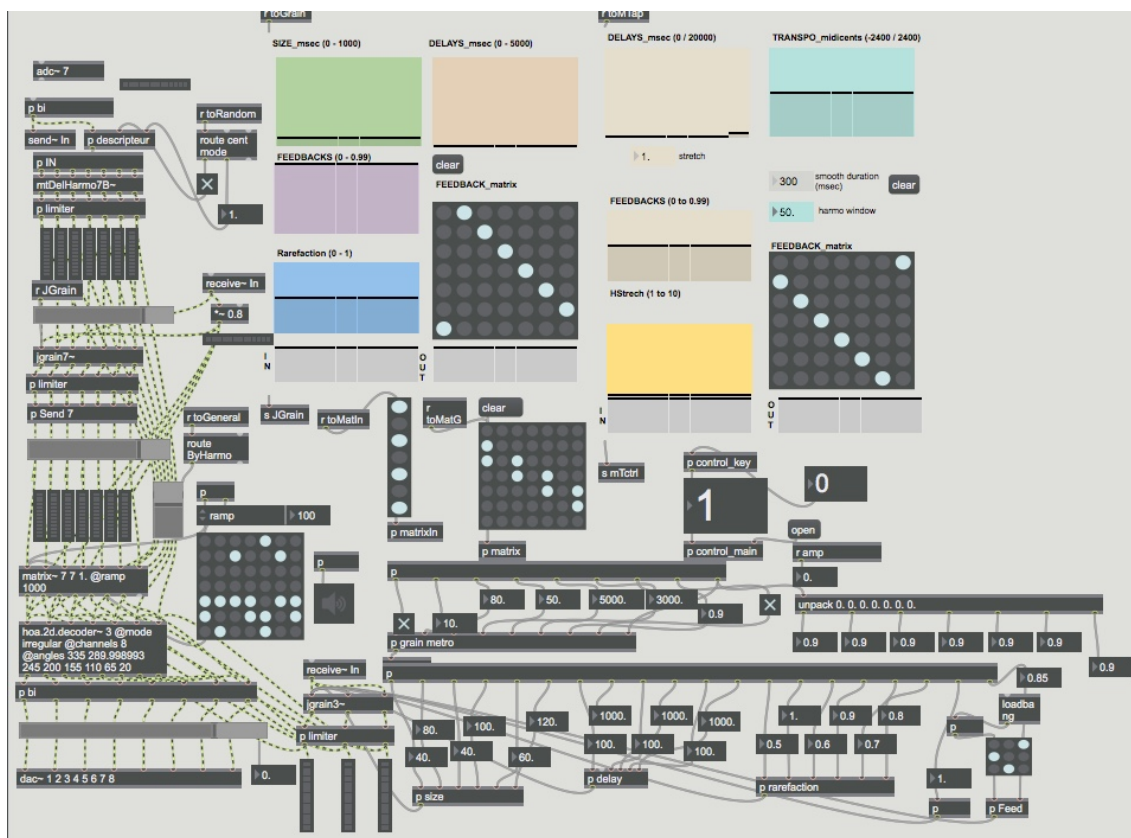 r toGrain
r toMTap
SIZE_msec (0 - 1000)
DELAYS_msec (0 - 5000)
DELAYS_msec (0 / 20000)
TRANSPO_midicents (-2400 / 2400)
adc~ 7
p bi
r toRandom
send~ In
p descripteur
route cent
mode
p IN
mtDelHarmo7B~
p limiter
1.
FEEDBACKS (0 - 0.99)
clear
FEEDBACK_matrix
1.
stretch
300
smooth duration
(msec)
clear
50.
harmo window
FEEDBACKS (0 to 0.99)
FEEDBACK_matrix
Rarefaction (0 - 1)
r JGrain
receive~ In
*~ 0.8
HStrech (1 to 10)
jgrain7~
p limiter
p Send 7
IN
OUT
IN
OUT
r toGeneral
s JGrain
r toMatIn
r
toMatG
clear
route
ByHarmo
s mTctrl
p control_key
1
0
p
ramp
100
p matrixIn
p matrix
p control_main
open
r ramp
matrix~ 7 7 1. @ramp
1000
p
p
0.
80.
50.
5000.
3000.
0.9
unpack 0. 0. 0. 0. 0. 0. 0.
10.
p grain metro
0.9
0.9
0.9
0.9
0.9
0.9
0.9
hoa.2d.decoder~ 3 @mode
irregular @channels 8
@angles 335 289.998993
245 200 155 110 65 20
receive~ In
p
0.85
p bi
jgrain3~
loadba
ng
p limiter
80.
100.
120.
1000.
1000.
1000.
1.
0.9
0.8
p
40.
40.
60.
100.
100.
100.
0.5
0.6
0.7
dac~ 1 2 3 4 5 6 7 8
0.
p size
p delay
p rarefaction
1.
p
p Feed